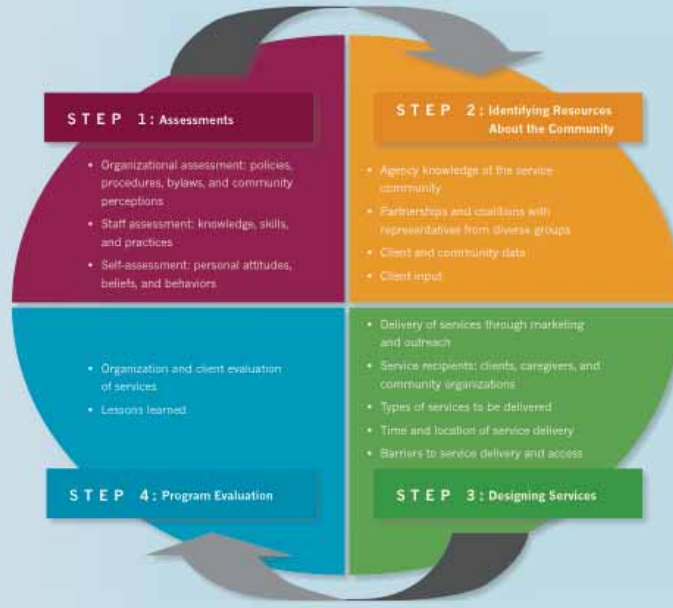 STEP 1: Assessments
• Organizational assessment: policies,
procedures, bylaws, and community
perceptions
• Staff assessment: knowledge, skills,
and practices
• Self-assessment: personal attitudes,
beliefs, and behaviors
STEP 2: Identifying Resources
About the Community
• Agency knowledge of the service
community
• Partnerships and coalitions with
representatives from diverse groups
• Client and community data
• Client input
• Delivery of services through marketing
and outreach
• Service recipients: clients, caregivers, and
community organizations
• Types of services to be delivered
• Time and location of service delivery
• Barriers to service delivery and access
STEP 3: Designing Services
• Organization and client evaluation
of services
• Lessons learned
STEP 4: Program Evaluation